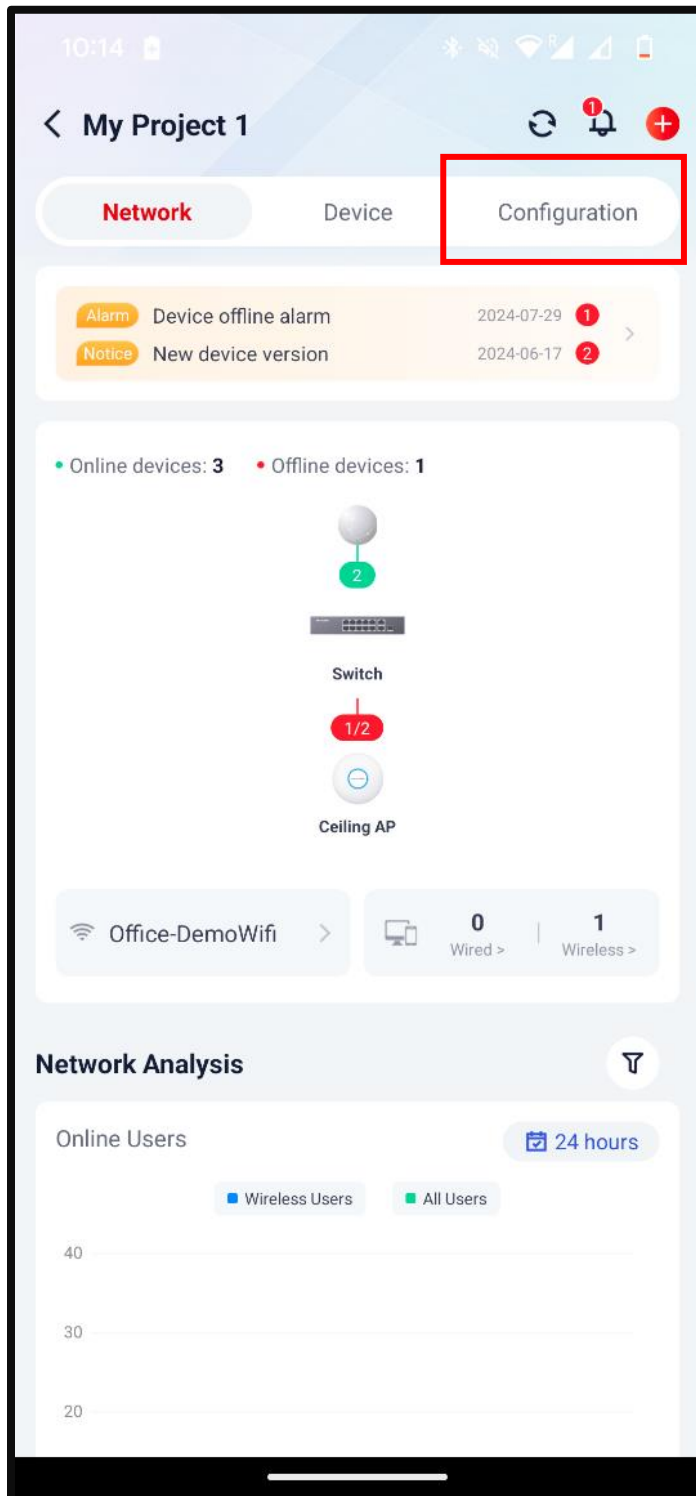 10:14
My Project 1
1
Network Device Configuration
Alarm Device offline alarm 2024-07-29 1
Notice New device version 2024-06-17 2
Online devices: 3 Offline devices: 1
2
Switch
1/2
Ceiling AP
Office-DemoWifi > 0 1
Wired > Wireless >
Network Analysis
Online Users 24 hours
Wireless Users All Users
40
30
20